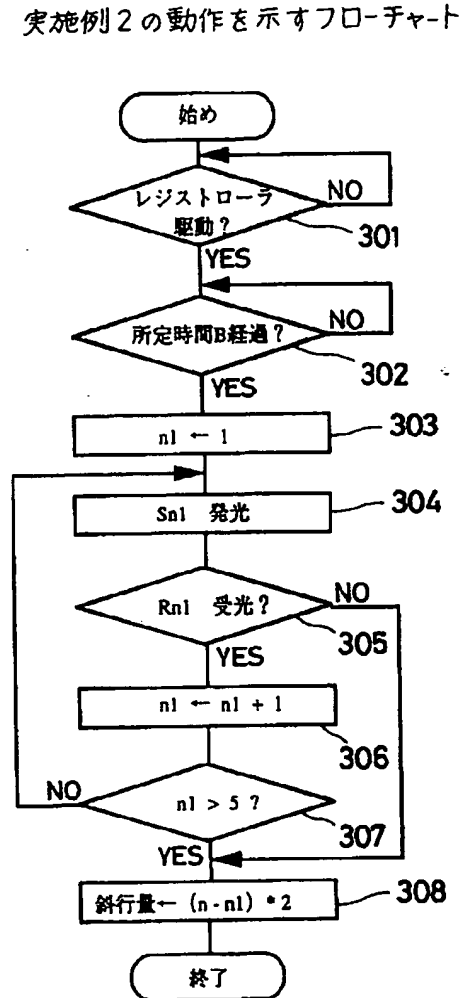 実施例2の動作を示すフローチャート
始め
NO
レジストローラ
駆動?
301
YES
NO
所定時間B経過?
302
YES
n1 ← 1
303
Sn1 発光
304
Rn1 受光?
NO
305
YES
n1 ← n1 + 1
306
NO
n1 > 5 ?
307
YES
斜行量← (n - n1) * 2
308
終了